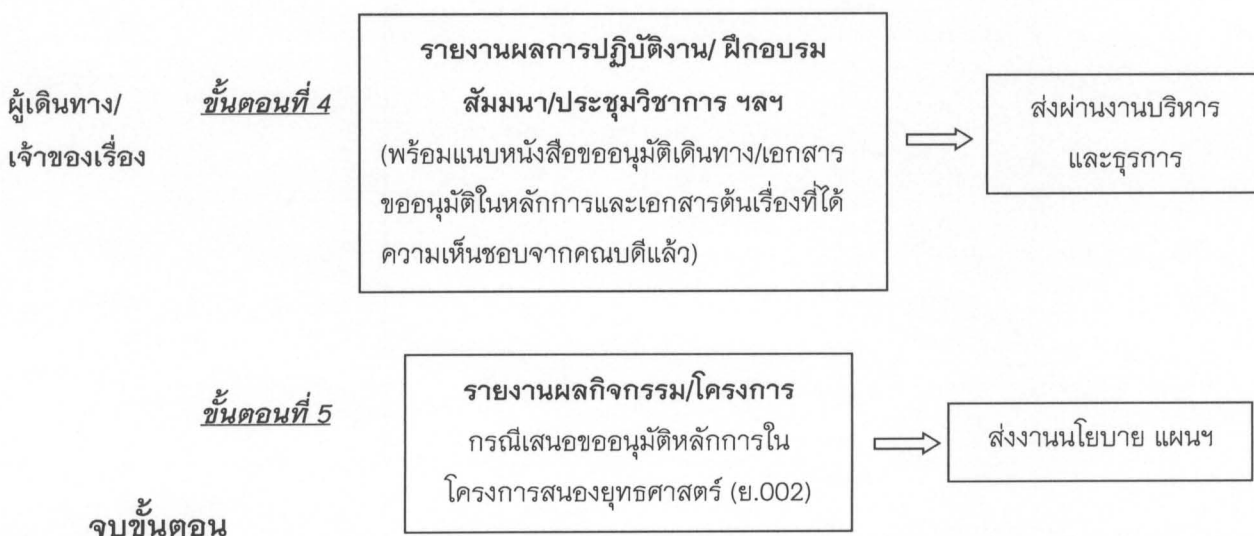 ผู้เดินทาง/
เจ้าของเรื่อง
ขั้นตอนที่ 4
รายงานผลการปฏิบัติงาน/ ฝึกอบรม
สัมมนา/ประชุมวิชาการ ฯลฯ
(พร้อมแนบหนังสือขออนุมัติเดินทาง/เอกสาร
ขออนุมัติในหลักการและเอกสารต้นเรื่องที่ได้
ความเห็นชอบจากคณบดีแล้ว)
ส่งผ่านงานบริหาร
และธุรการ
ขั้นตอนที่ 5
รายงานผลกิจกรรม/โครงการ
กรณีเสนอขออนุมัติหลักการใน
โครงการสนองยุทธศาสตร์ (ย.002)
ส่งงานนโยบาย แผนฯ
จบขั้นตอน